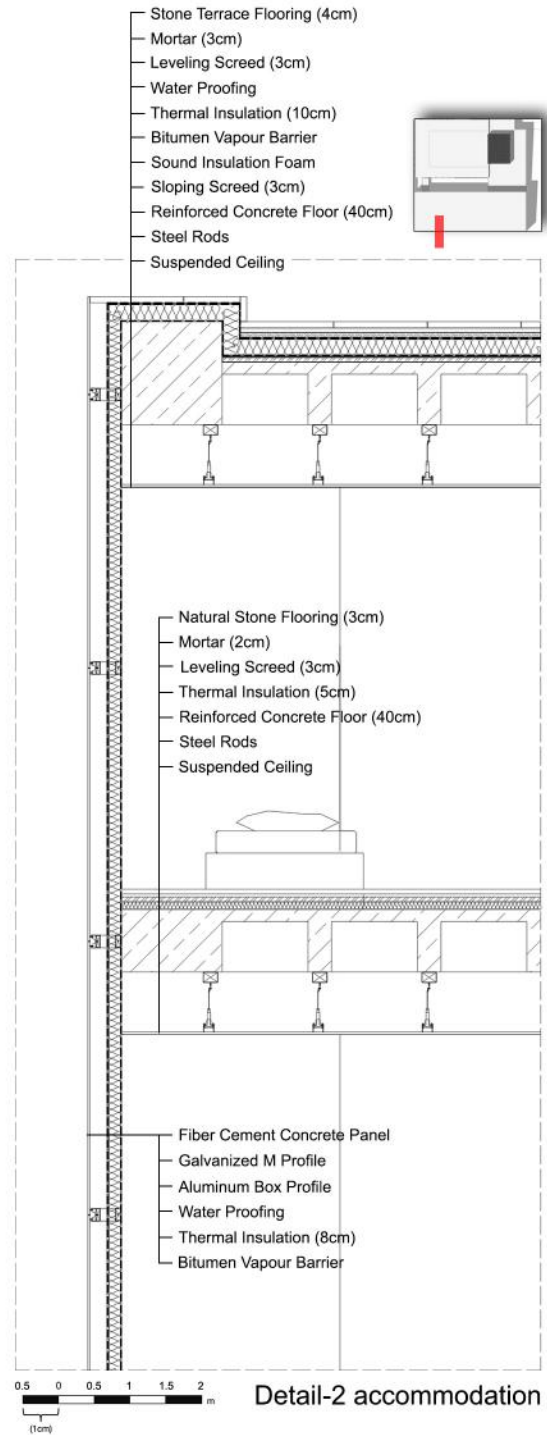 Stone Terrace Flooring (4cm)
Mortar (3cm)
Leveling Screed (3cm)
Water Proofing
Thermal Insulation (10cm)
Bitumen Vapour Barrier
Sound Insulation Foam
Sloping Screed (3cm)
Reinforced Concrete Floor (40cm)
Steel Rods
Suspended Ceiling
Natural Stone Flooring (3cm)
Mortar (2cm)
Leveling Screed (3cm)
Thermal Insulation (5cm)
Reinforced Concrete Floor (40cm)
Steel Rods
Suspended Ceiling
Fiber Cement Concrete Panel
Galvanized M Profile
Aluminum Box Profile
Water Proofing
Thermal Insulation (8cm)
Bitumen Vapour Barrier
0.5 0 0.5 1 1.5 2 m
(1cm)
Detail-2 accommodation